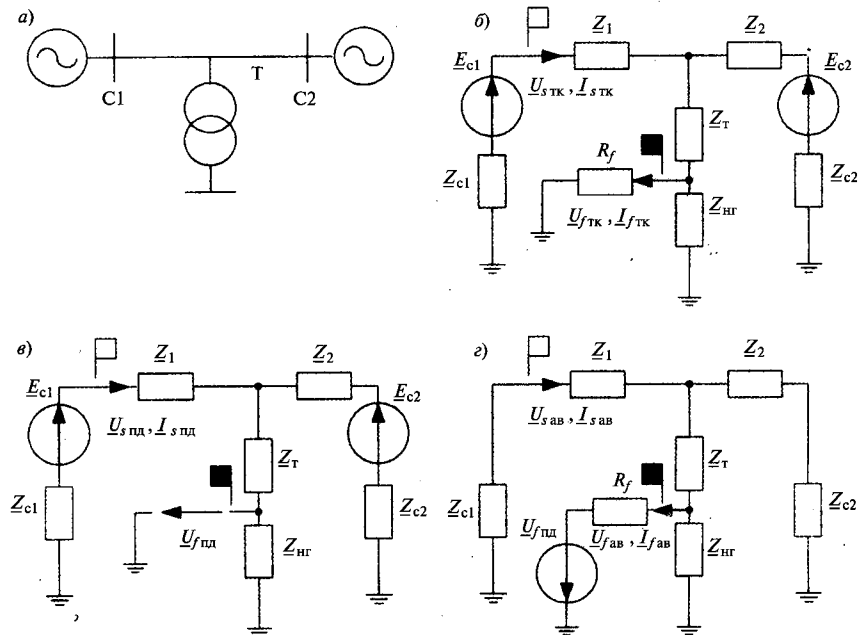 а)
C1
T
C2
б)
Z1
Z2
Ec1
Us тк , Is тк
Ec2
Zт
Rf
Zc1
Zнг
Zc2
Uf тк , If тк
в)
Z1
Z2
Ec1
Us пд , Is пд
Ec2
Zт
Zc1
Uf пд
Zнг
Zc2
г)
Z1
Z2
Us ав , Is ав
Zт
Rf
Zc1
Uf пд
Uf ав , If ав
Zнг
Zc2